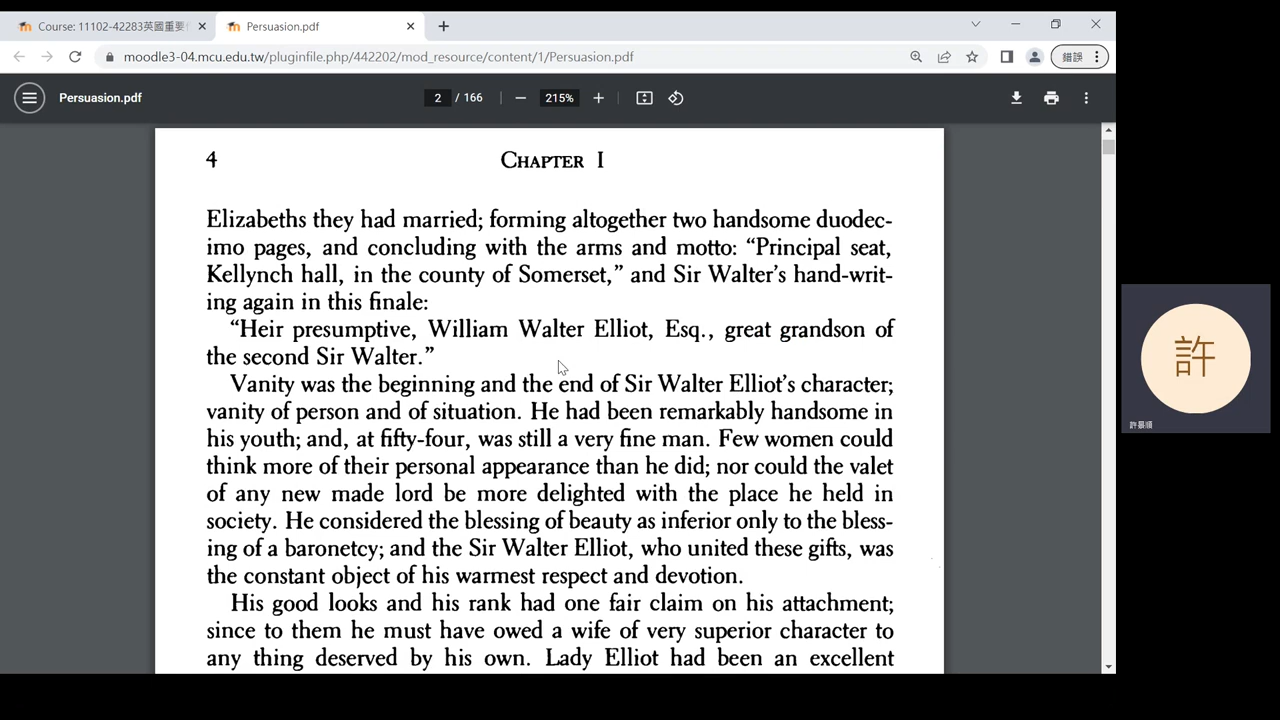 Course: 11102-42283英國重要
Persuasion.pdf
moodle3-04.mcu.edu.tw/pluginfile.php/442202/mod_resource/content/1/Persuasion.pdf
錯誤
Persuasion.pdf
2 / 166
215%
4
CHAPTER I
Elizabeths they had married; forming altogether two handsome duodec-
imo pages, and concluding with the arms and motto: “Principal seat,
Kellynch hall, in the county of Somerset,” and Sir Walter’s hand-writ-
ing again in this finale:
“Heir presumptive, William Walter Elliot, Esq., great grandson of
the second Sir Walter.”
Vanity was the beginning and the end of Sir Walter Elliot’s character;
vanity of person and of situation. He had been remarkably handsome in
his youth; and, at fifty-four, was still a very fine man. Few women could
think more of their personal appearance than he did; nor could the valet
of any new made lord be more delighted with the place he held in
society. He considered the blessing of beauty as inferior only to the bless-
ing of a baronetcy; and the Sir Walter Elliot, who united these gifts, was
the constant object of his warmest respect and devotion.
His good looks and his rank had one fair claim on his attachment;
since to them he must have owed a wife of very superior character to
any thing deserved by his own. Lady Elliot had been an excellent
許
許景順